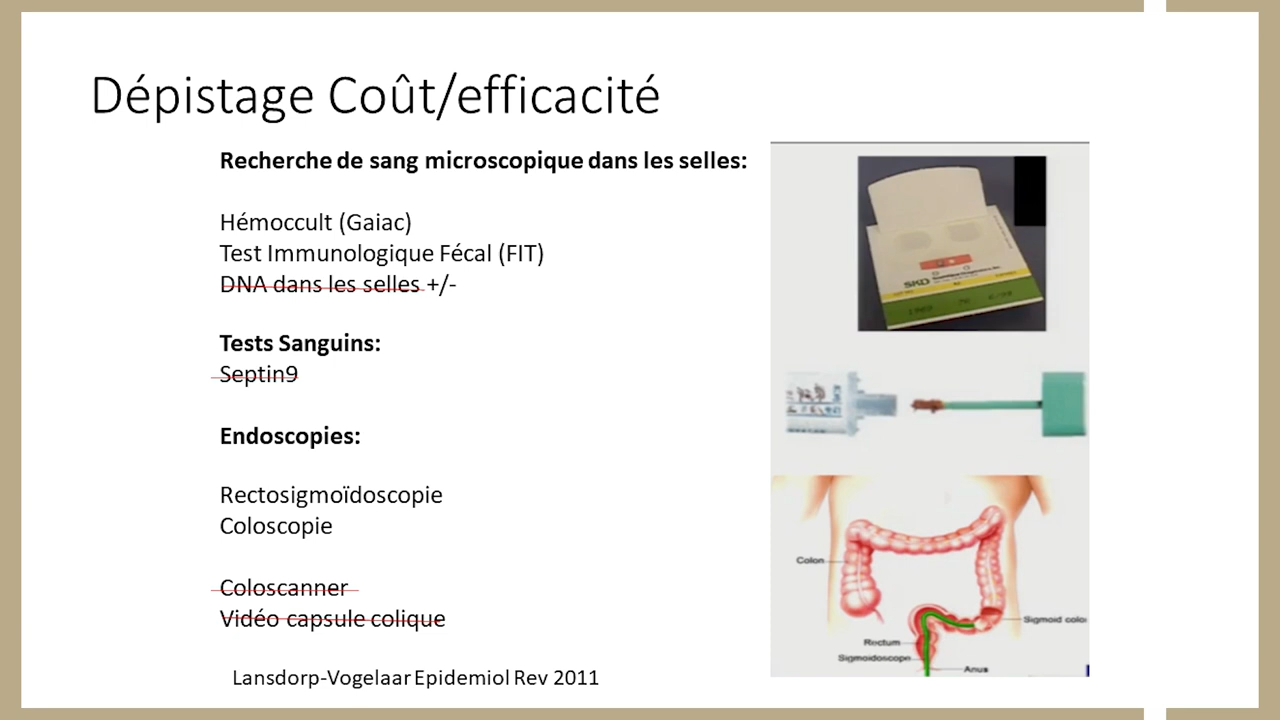 Dépistage Coût/efficacité
Recherche de sang microscopique dans les selles:
Hémoccult (Gaiac)
Test Immunologique Fécal (FIT)
DNA dans les selles +/-
Tests Sanguins:
Septin9
Endoscopies:
Rectosigmoïdoscopie
Coloscopie
Coloscanner
Vidéo capsule colique
Lansdorp-Vogelaar Epidemiol Rev 2011
SKD
Colon
Sigmoid colo
Rectum
Sigmoidoscope
Anus